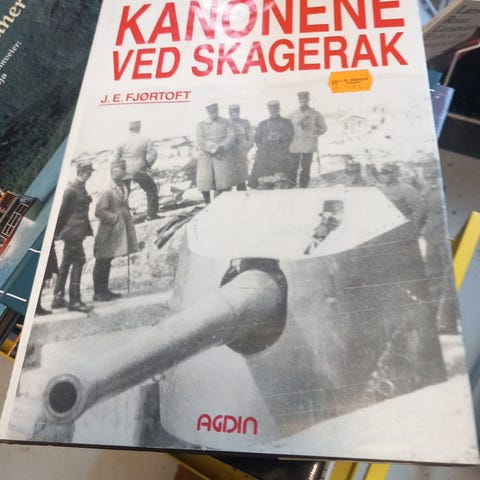 KANONENE
VED SKAGERAK
J. E. FJØRTOFT
AGDIN